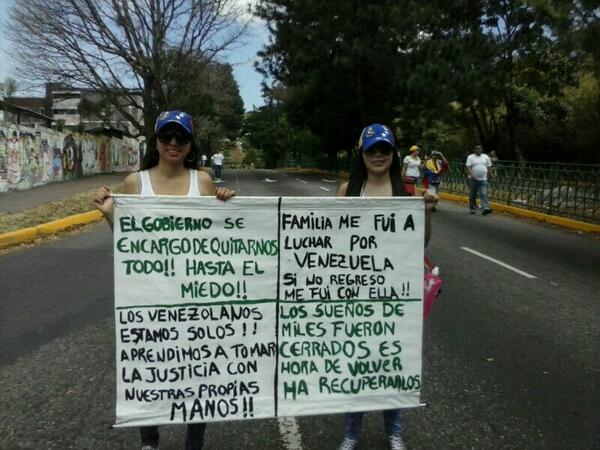 EL GOBIERNO SE
ENCARGO DE QUITARNOS
TODO!! HASTA EL
MIEDO!!
FAMILIA ME FUI A
LUCHAR POR
VENEZUELA
SI NO REGRESO
ME FUI CON ELLA!!
LOS VENEZOLANOS
ESTAMOS SOLOS!!
APRENDIMOS A TOMAR
LA JUSTICIA CON
NUESTRAS PROPIAS
MANOS!!
LOS SUEÑOS DE
MILES FUERON
CERRADOS ES
HORA DE VOLVER
HA RECUPERARLOS